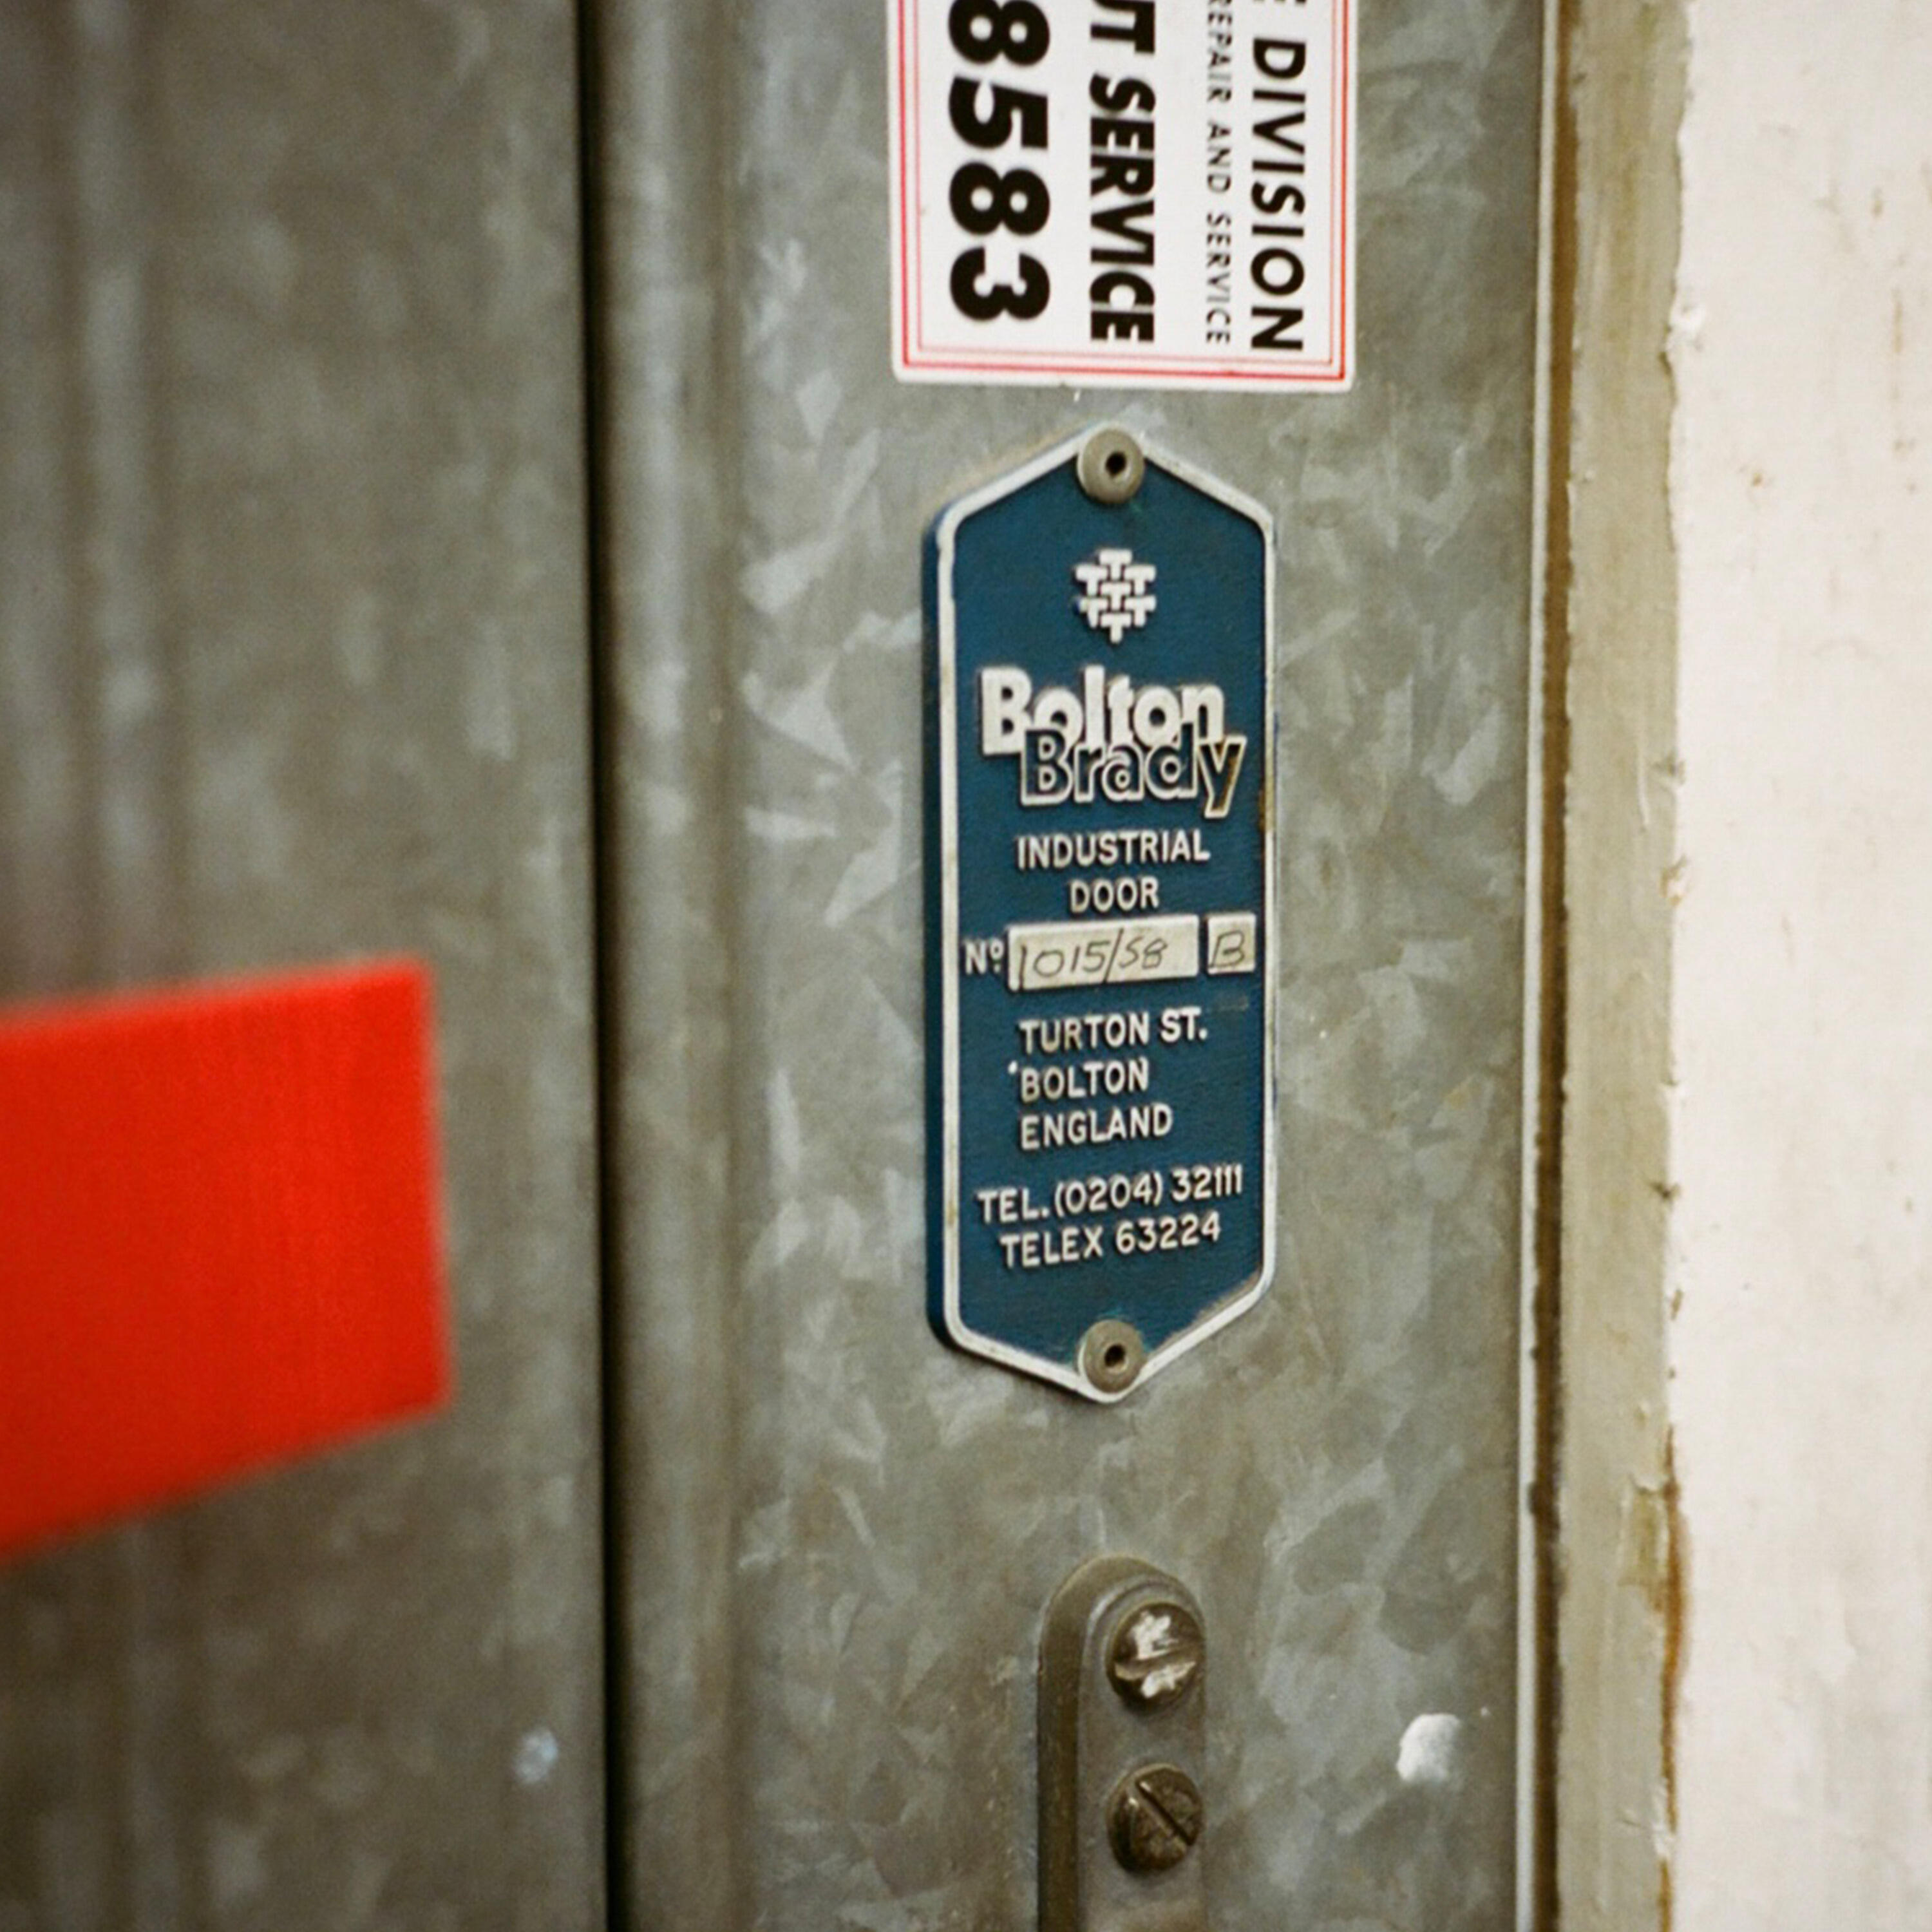 DIVISION
REPAIR AND SERVICE
SERVICE
8583
Bolton
Brady
INDUSTRIAL
DOOR
Nº 1015/58 B
TURTON ST.
BOLTON
ENGLAND
TEL.(0204) 32111
TELEX 63224